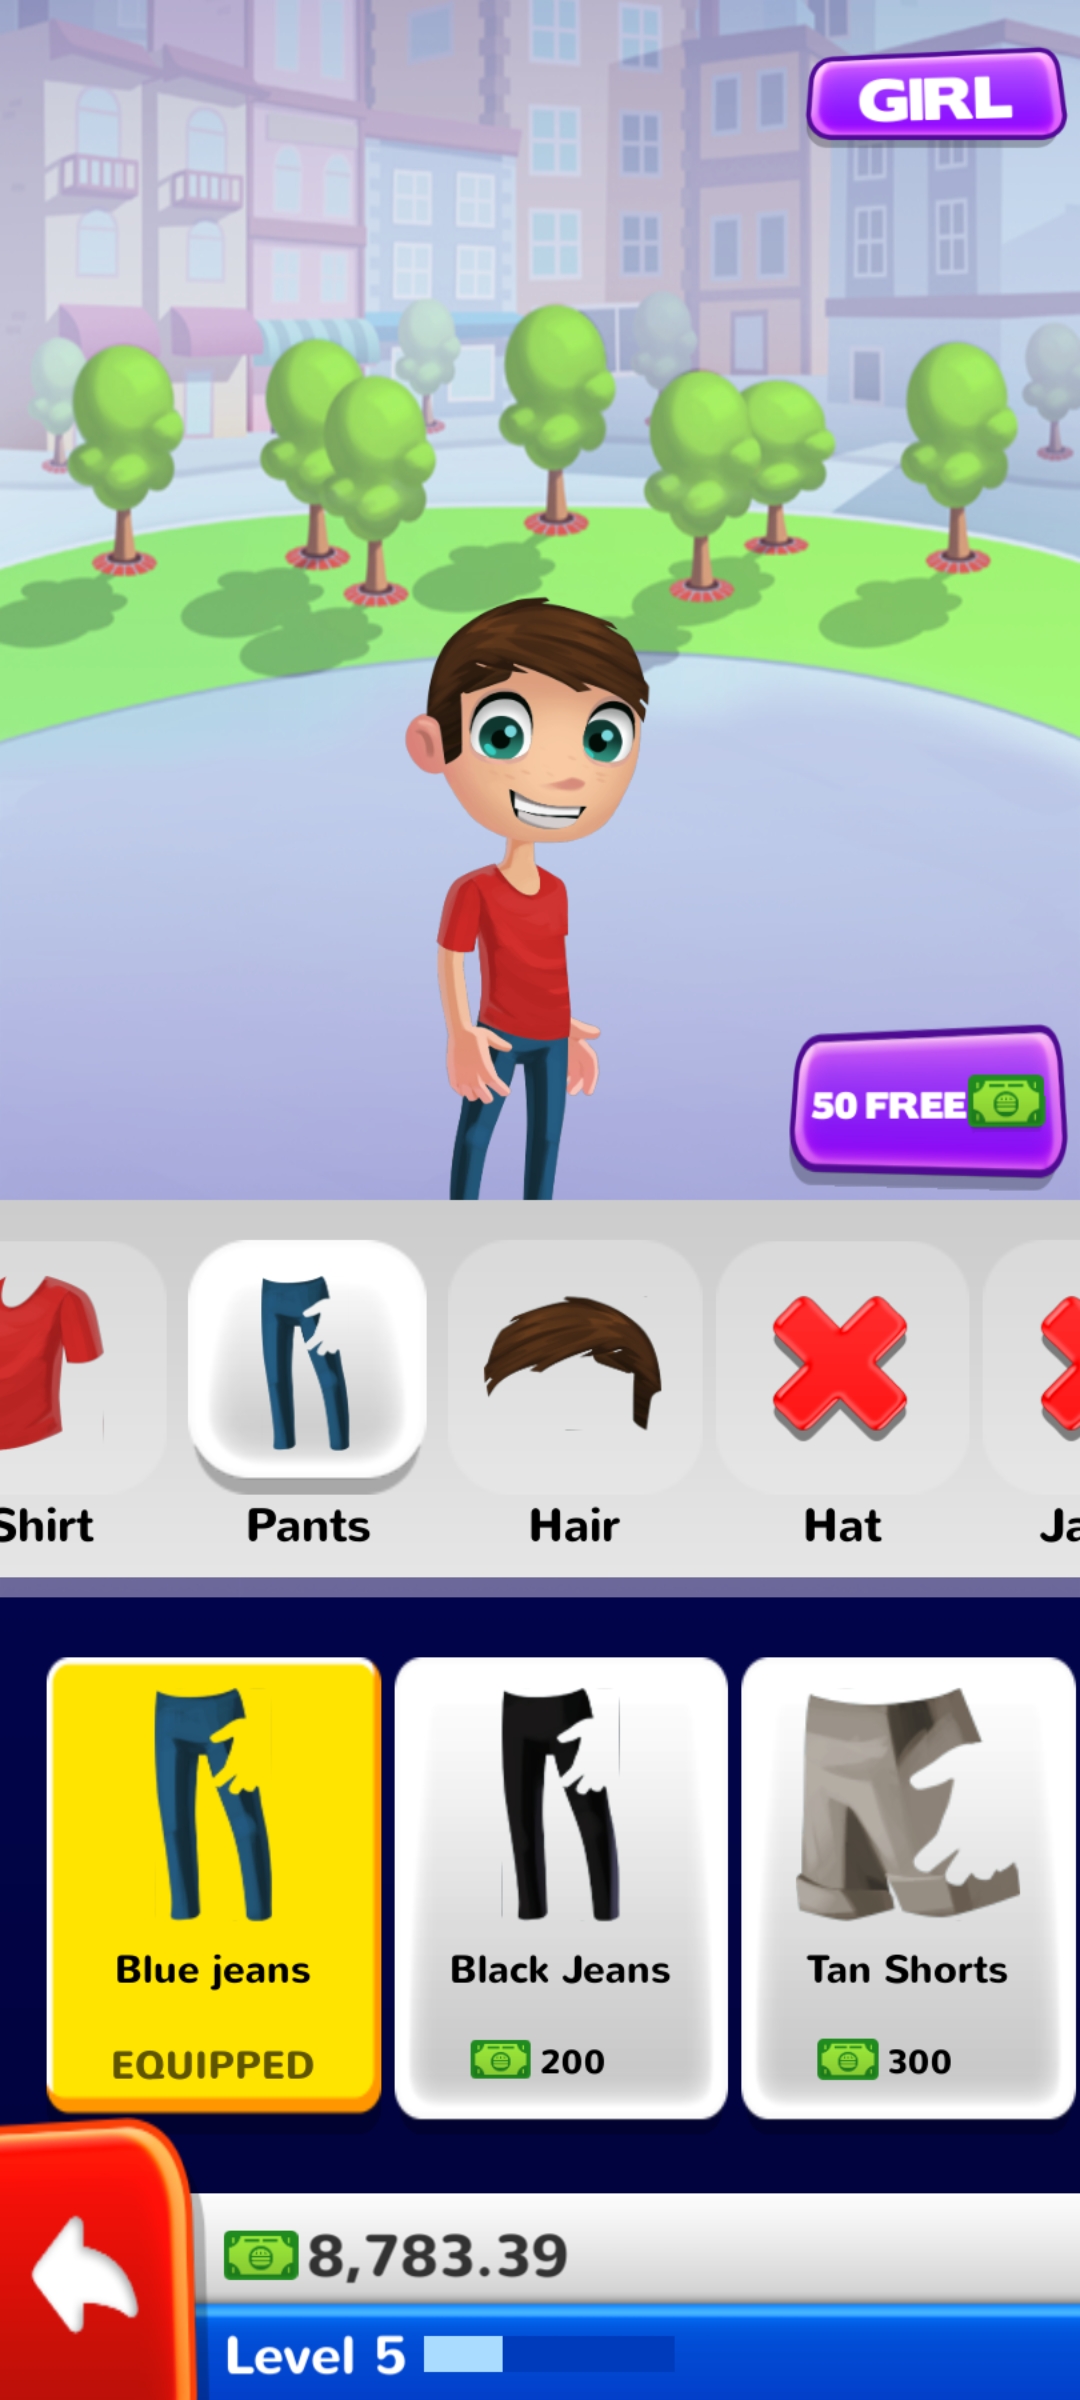 GIRL
50 FREE
Shirt
Pants
Hair
Hat
Ja
Blue jeans
Black Jeans
Tan Shorts
EQUIPPED
200
300
8,783.39
Level 5